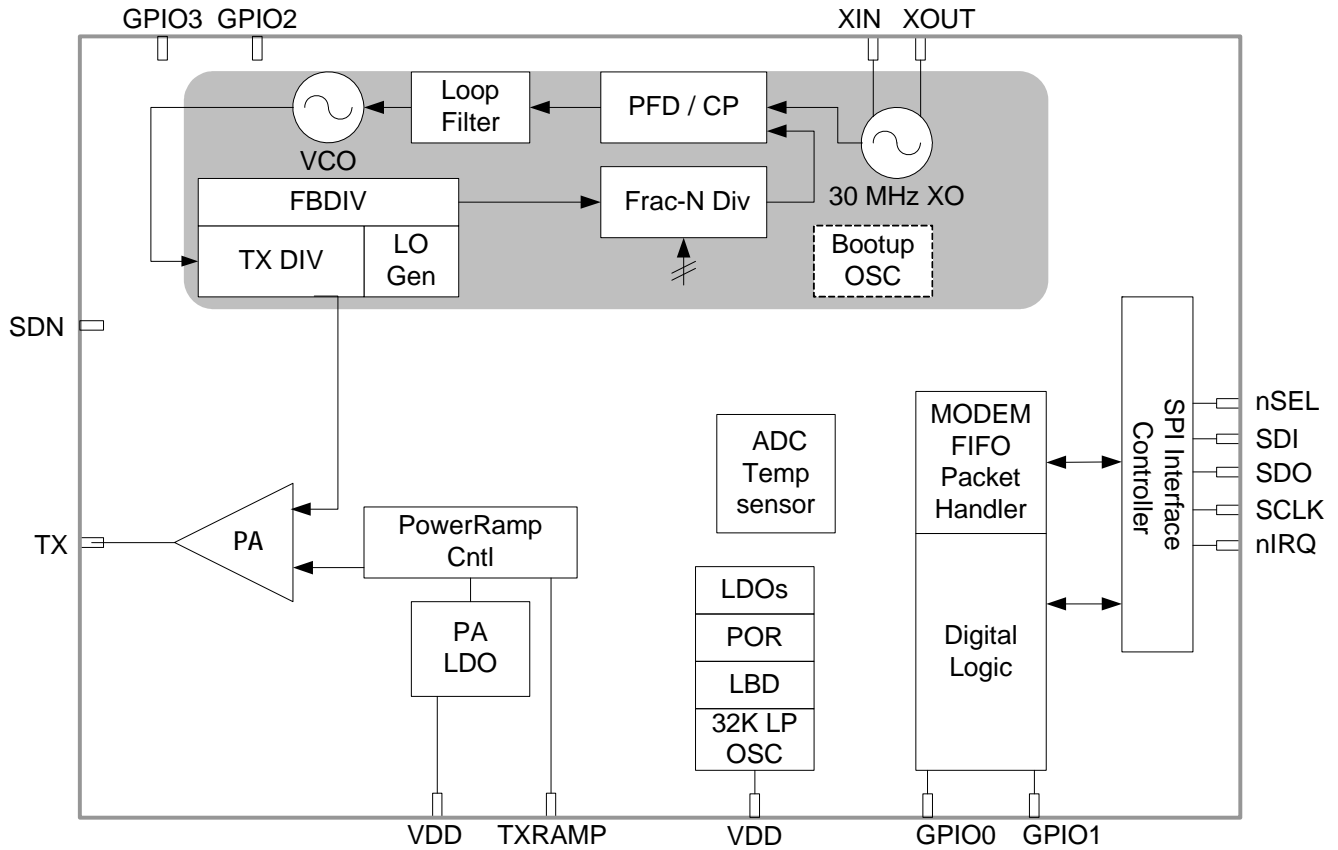 GPIO3 GPIO2
XIN XOUT
Loop
Filter
PFD / CP
VCO
30 MHz XO
FBDIV
Frac-N Div
TX DIV
LO
Gen
Bootup
OSC
SDN
SPI Interface
Controller
nSEL
SDI
SDO
SCLK
nIRQ
MODEM
FIFO
Packet
Handler
ADC
Temp
sensor
TX
PA
PowerRamp
Cntl
PA
LDO
LDOs
POR
LBD
32K LP
OSC
Digital
Logic
VDD
TXRAMP
VDD
GPIO0
GPIO1